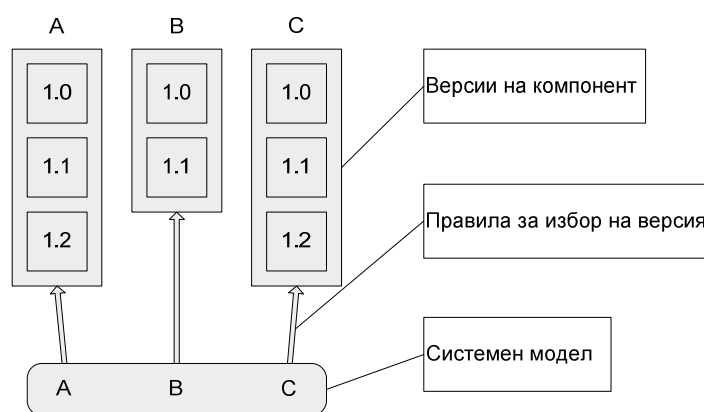 A B C
1.0 1.0 1.0
Версии на компонент
1.1 1.1 1.1
1.2 1.2
Правила за избор на версия
Системен модел
A B C